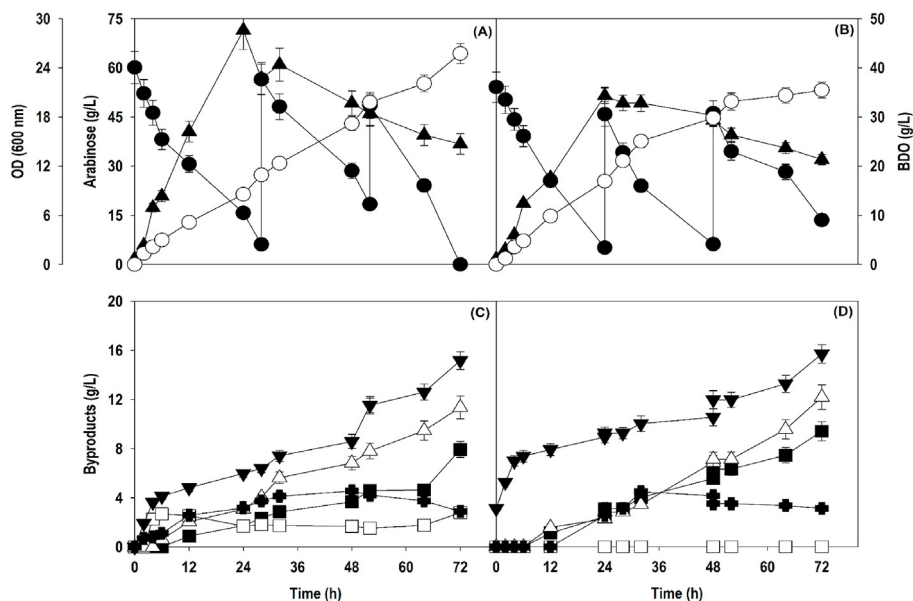 OD (600 nm)
30
24
18
12
6
0
Arabinose (g/L)
75
60
45
30
15
0
(A)
(B)
50
40
30
20
10
0
BDO (g/L)
Byproducts (g/L)
20
16
12
8
4
0
(C)
(D)
0 12 24 36 48 60 72
Time (h)
0 12 24 36 48 60 72
Time (h)